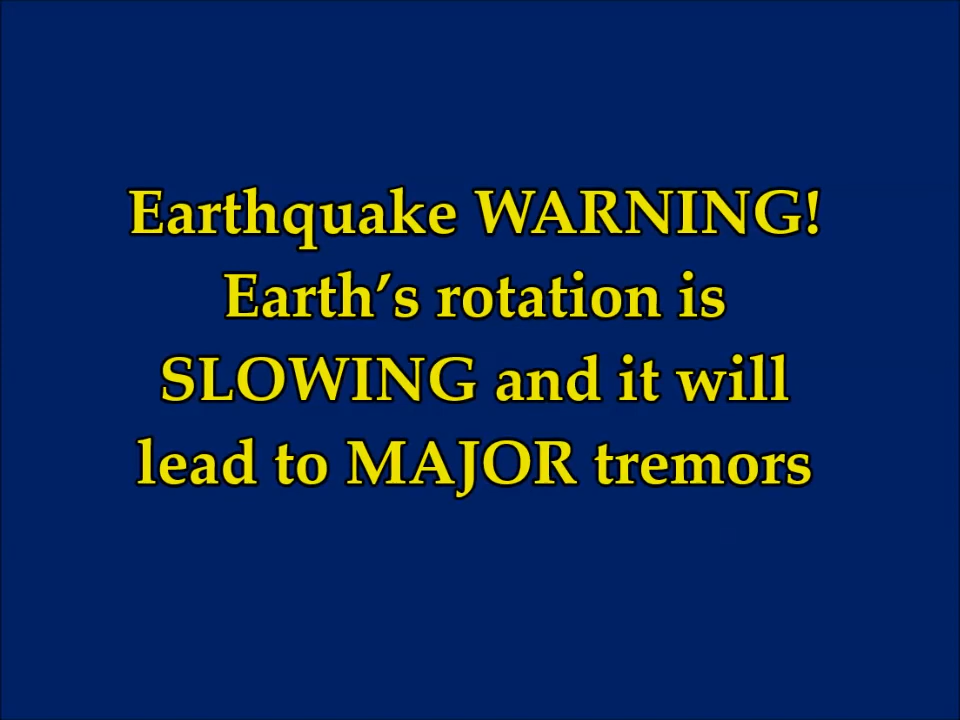 Earthquake WARNING!
Earth’s rotation is
SLOWING and it will
lead to MAJOR tremors